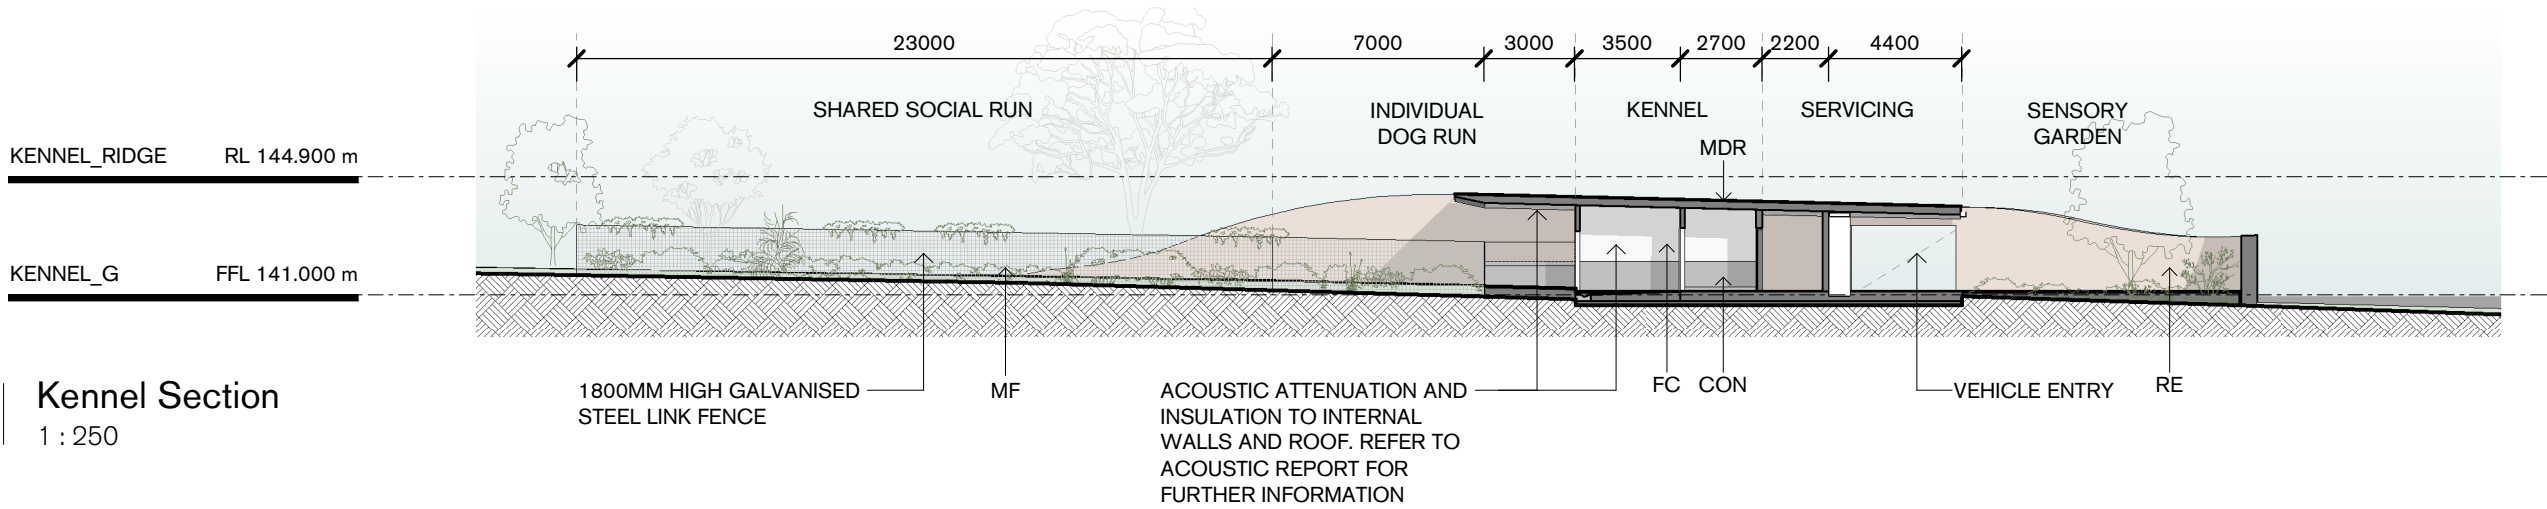 23000 7000 3000 3500 2700 2200 4400
SHARED SOCIAL RUN
INDIVIDUAL
DOG RUN
KENNEL
SERVICING
SENSORY
GARDEN
MDR
KENNEL_RIDGE RL 144.900 m
KENNEL_G FFL 141.000 m
1800MM HIGH GALVANISED
STEEL LINK FENCE
MF
ACOUSTIC ATTENUATION AND
INSULATION TO INTERNAL
WALLS AND ROOF. REFER TO
ACOUSTIC REPORT FOR
FURTHER INFORMATION
FC
CON
VEHICLE ENTRY
RE
Kennel Section
1 : 250